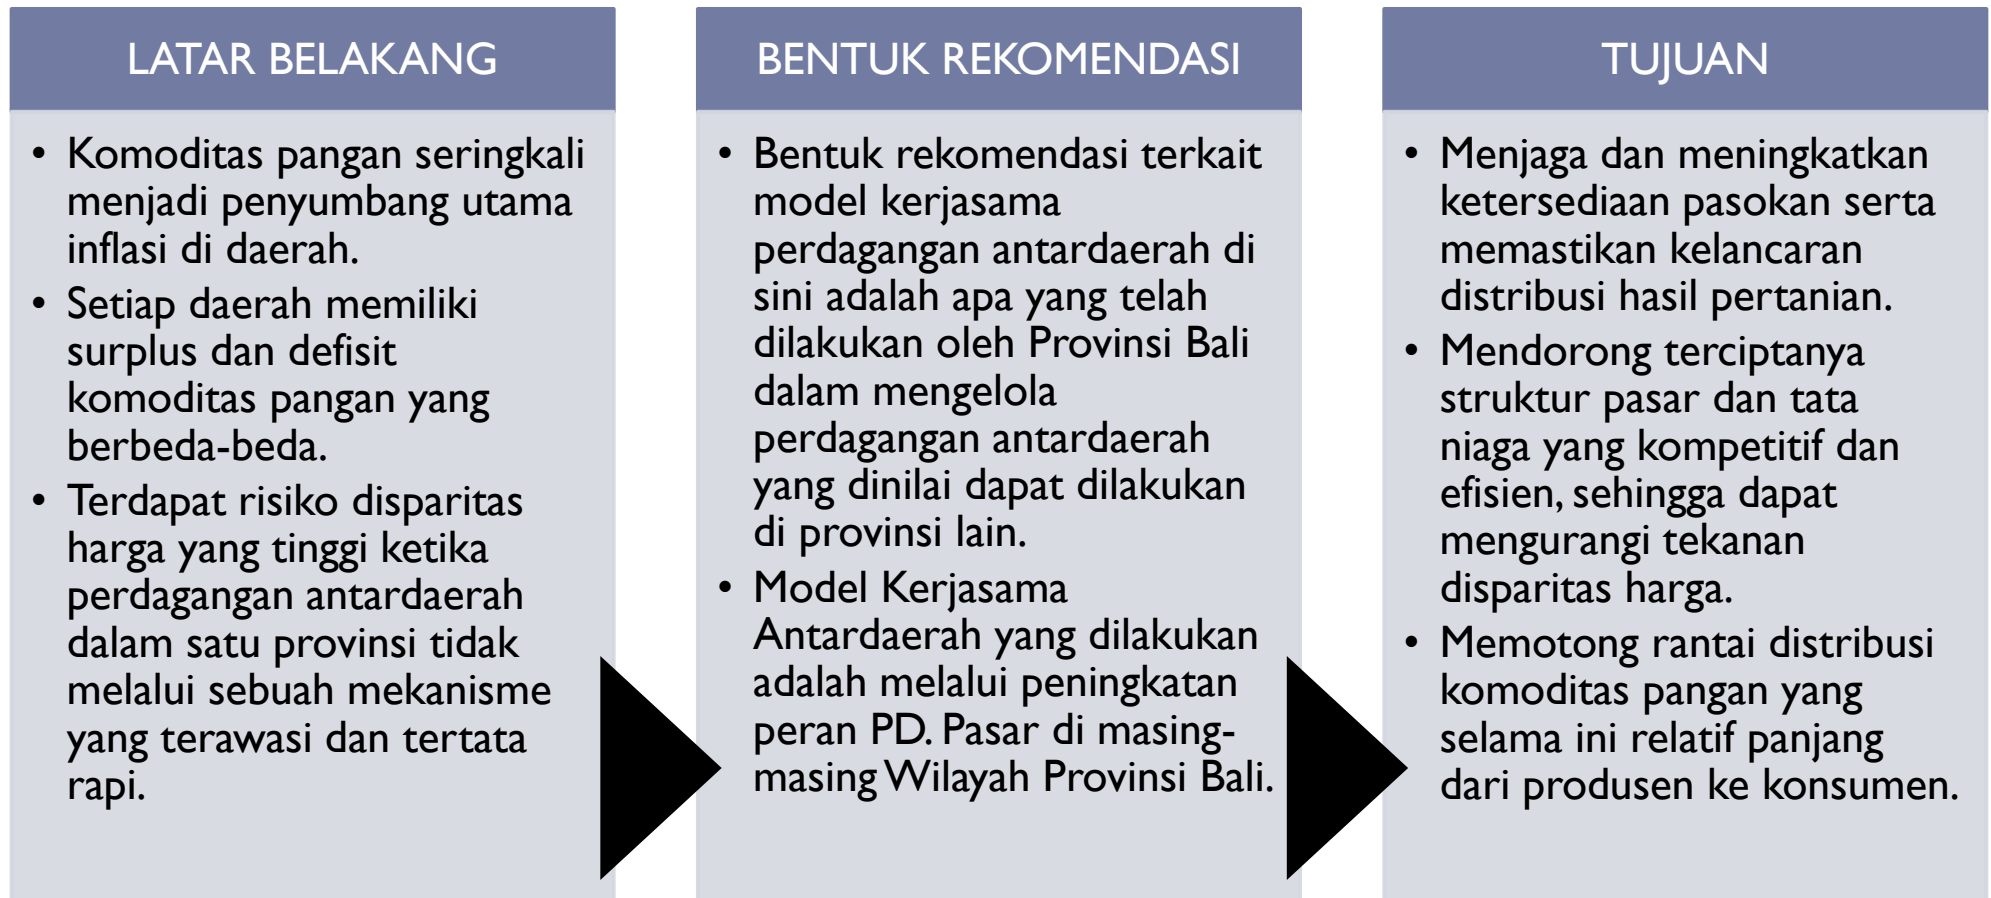 LATAR BELAKANG
• Komoditas pangan seringkali
menjadi penyumbang utama
inflasi di daerah.
• Setiap daerah memiliki
surplus dan defisit
komoditas pangan yang
berbeda-beda.
• Terdapat risiko disparitas
harga yang tinggi ketika
perdagangan antardaerah
dalam satu provinsi tidak
melalui sebuah mekanisme
yang terawasi dan tertata
rapi.
BENTUK REKOMENDASI
• Bentuk rekomendasi terkait
model kerjasama
perdagangan antardaerah di
sini adalah apa yang telah
dilakukan oleh Provinsi Bali
dalam mengelola
perdagangan antardaerah
yang dinilai dapat dilakukan
di provinsi lain.
• Model Kerjasama
Antardaerah yang dilakukan
adalah melalui peningkatan
peran PD. Pasar di masing-
masing Wilayah Provinsi Bali.
TUJUAN
• Menjaga dan meningkatkan
ketersediaan pasokan serta
memastikan kelancaran
distribusi hasil pertanian.
• Mendorong terciptanya
struktur pasar dan tata
niaga yang kompetitif dan
efisien, sehingga dapat
mengurangi tekanan
disparitas harga.
• Memotong rantai distribusi
komoditas pangan yang
selama ini relatif panjang
dari produsen ke konsumen.